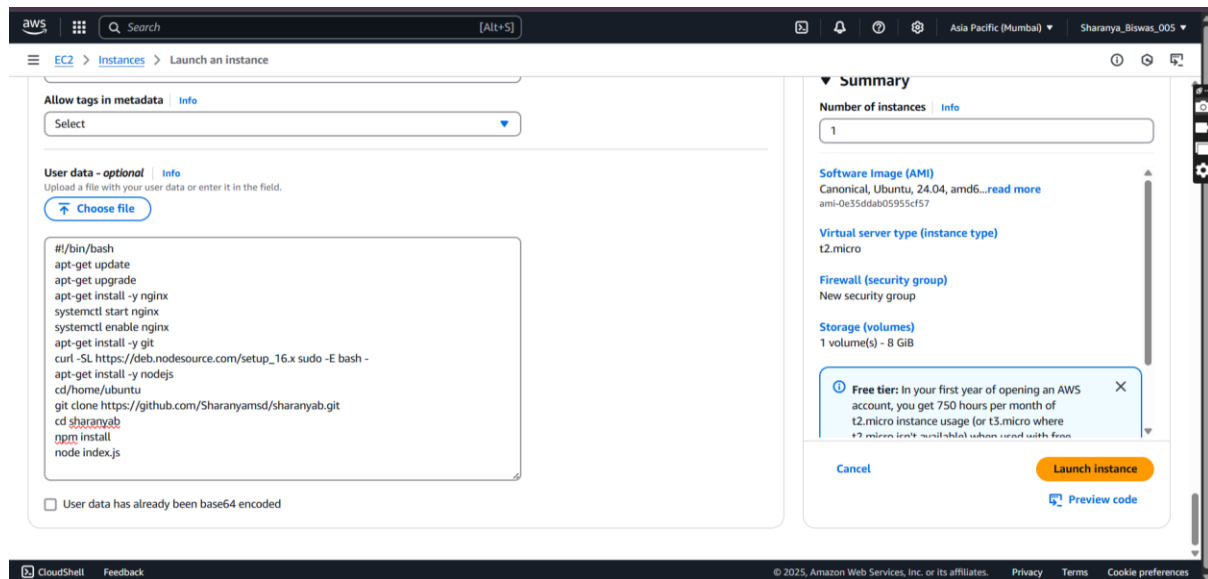 aws
Search
[Alt+S]
Asia Pacific (Mumbai)
Sharanya_Biswas_005
EC2 > Instances > Launch an instance
Allow tags in metadata | Info
Select
User data - optional | Info
Upload a file with your user data or enter it in the field.
Choose file
#!/bin/bash
apt-get update
apt-get upgrade
apt-get install -y nginx
systemctl start nginx
systemctl enable nginx
apt-get install -y git
curl -SL https://deb.nodesource.com/setup_16.x sudo -E bash -
apt-get install -y nodejs
cd/home/ubuntu
git clone https://github.com/Sharanyamsd/sharanyab.git
cd sharanyab
npm install
node index.js
User data has already been base64 encoded
Summary
Number of instances | Info
1
Software Image (AMI)
Canonical, Ubuntu, 24.04, amd6...read more
ami-0e35ddab05955cf57
Virtual server type (instance type)
t2.micro
Firewall (security group)
New security group
Storage (volumes)
1 volume(s) - 8 GiB
Free tier: In your first year of opening an AWS
account, you get 750 hours per month of
t2.micro instance usage (or t3.micro where
t2.micro isn't available) when used with free
Cancel
Launch instance
Preview code
CloudShell
Feedback
© 2025, Amazon Web Services, Inc. or its affiliates.
Privacy
Terms
Cookie preferences